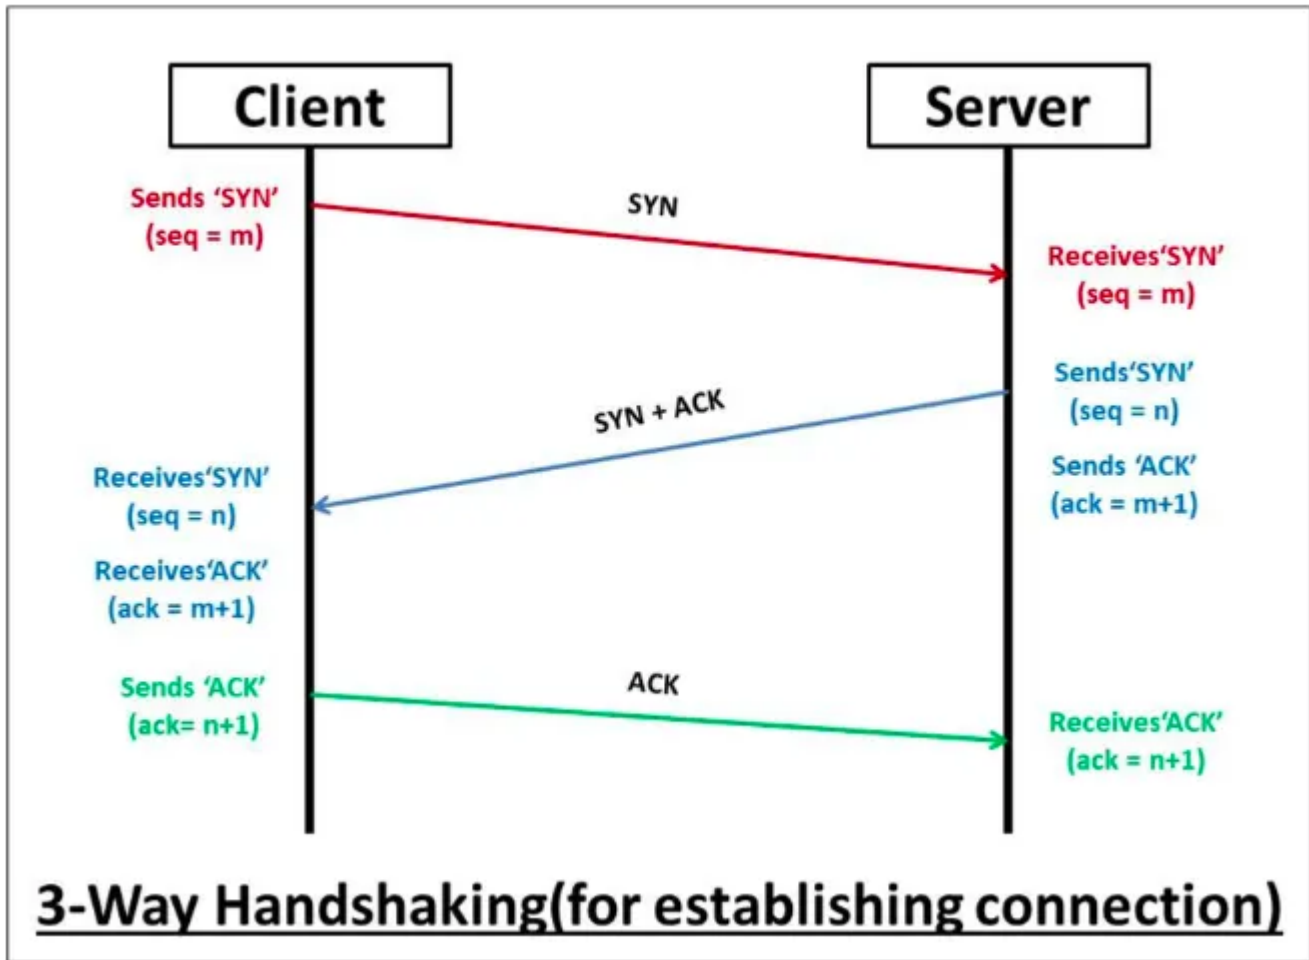 Client
Server
Sends ‘SYN’
(seq = m)
SYN
Receives‘SYN’
(seq = m)
Sends‘SYN’
(seq = n)
SYN + ACK
Sends ‘ACK’
(ack = m+1)
Receives‘SYN’
(seq = n)
Receives‘ACK’
(ack = m+1)
Sends ‘ACK’
(ack= n+1)
ACK
Receives‘ACK’
(ack = n+1)
3-Way Handshaking(for establishing connection)